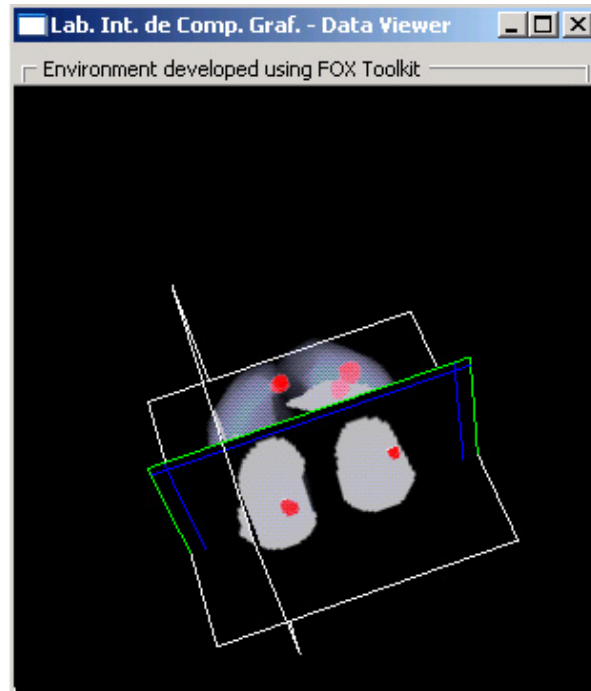 Lab. Int. de Comp. Graf. - Data Viewer
Environment developed using FOX Toolkit